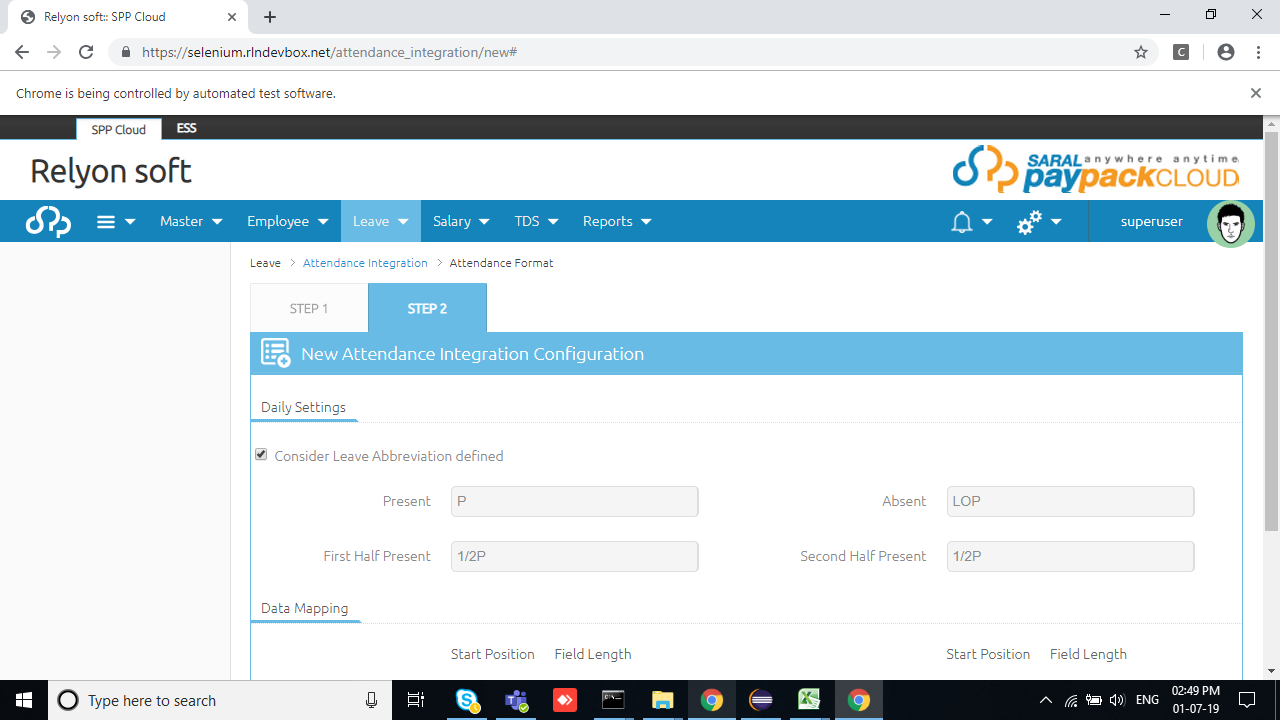 Relyon soft:: SPP Cloud
https://selenium.rlndevbox.net/attendance_integration/new#
C
Chrome is being controlled by automated test software.
SPP Cloud ESS
Relyon soft
SARAL anywhere anytime
paypackCLOUD
Master Employee Leave Salary TDS Reports superuser
Leave > Attendance Integration > Attendance Format
STEP 1 STEP 2
New Attendance Integration Configuration
Daily Settings
Consider Leave Abbreviation defined
Present P Absent LOP
First Half Present 1/2P Second Half Present 1/2P
Data Mapping
Start Position Field Length Start Position Field Length
Type here to search
ENG
02:49 PM
01-07-19